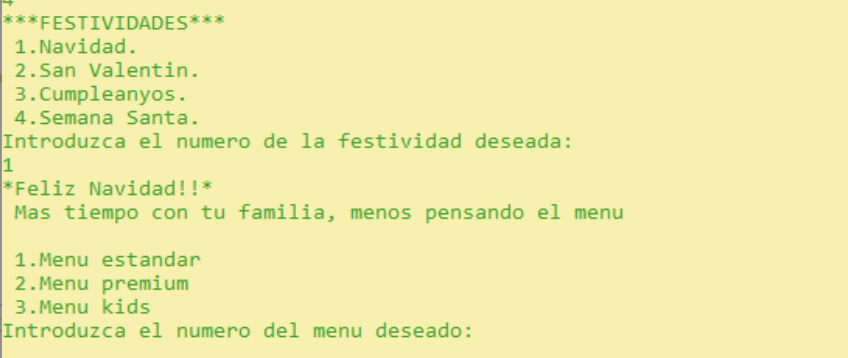 4
***FESTIVIDADES***
1.Navidad.
2.San Valentin.
3.Cumpleanyos.
4.Semana Santa.
Introduzca el numero de la festividad deseada:
1
*Feliz Navidad!!*
Mas tiempo con tu familia, menos pensando el menu
1.Menu estandar
2.Menu premium
3.Menu kids
Introduzca el numero del menu deseado: